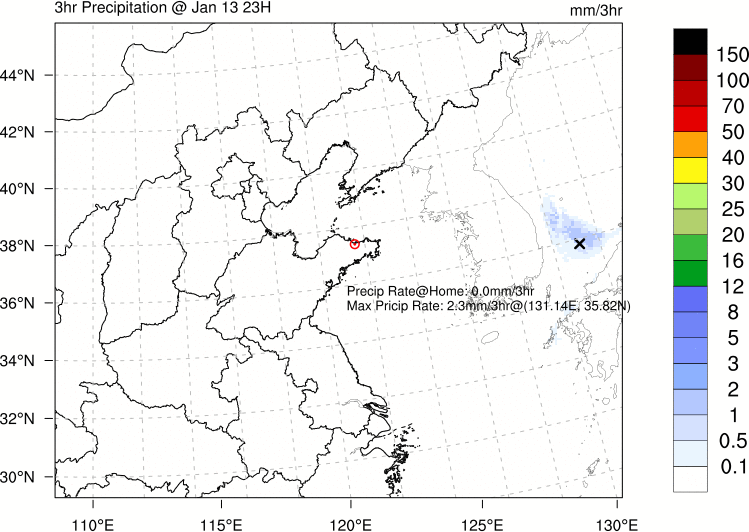 3hr Precipitation @ Jan 13 23H
mm/3hr
44°N
42°N
40°N
38°N
36°N
34°N
32°N
30°N
Precip Rate@Home: 0.0mm/3hr
Max Pricip Rate: 2.3mm/3hr@(131.14E, 35.82N)
110°E
115°E
120°E
125°E
130°E
150
100
70
50
40
30
25
20
16
12
8
5
3
2
1
0.5
0.1